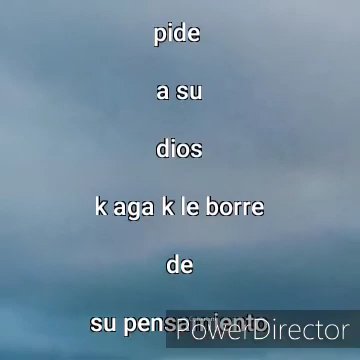 pide
a su
dios
k aga k le borre
de
su pensamiento
PowerDirector